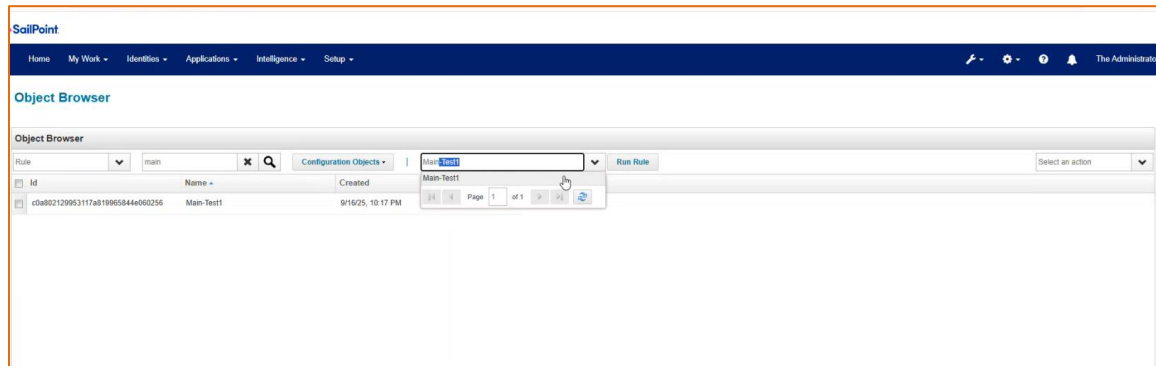 SailPoint
Home My Work Identities Applications Intelligence Setup The Administrato
Object Browser
Object Browser
Rule main Configuration Objects | Main-Test1 Run Rule Select an action
Id Name Created Main-Test1
Page 1 of 1
c0a802129953117a819965844e060256 Main-Test1 9/16/25, 10:17 PM